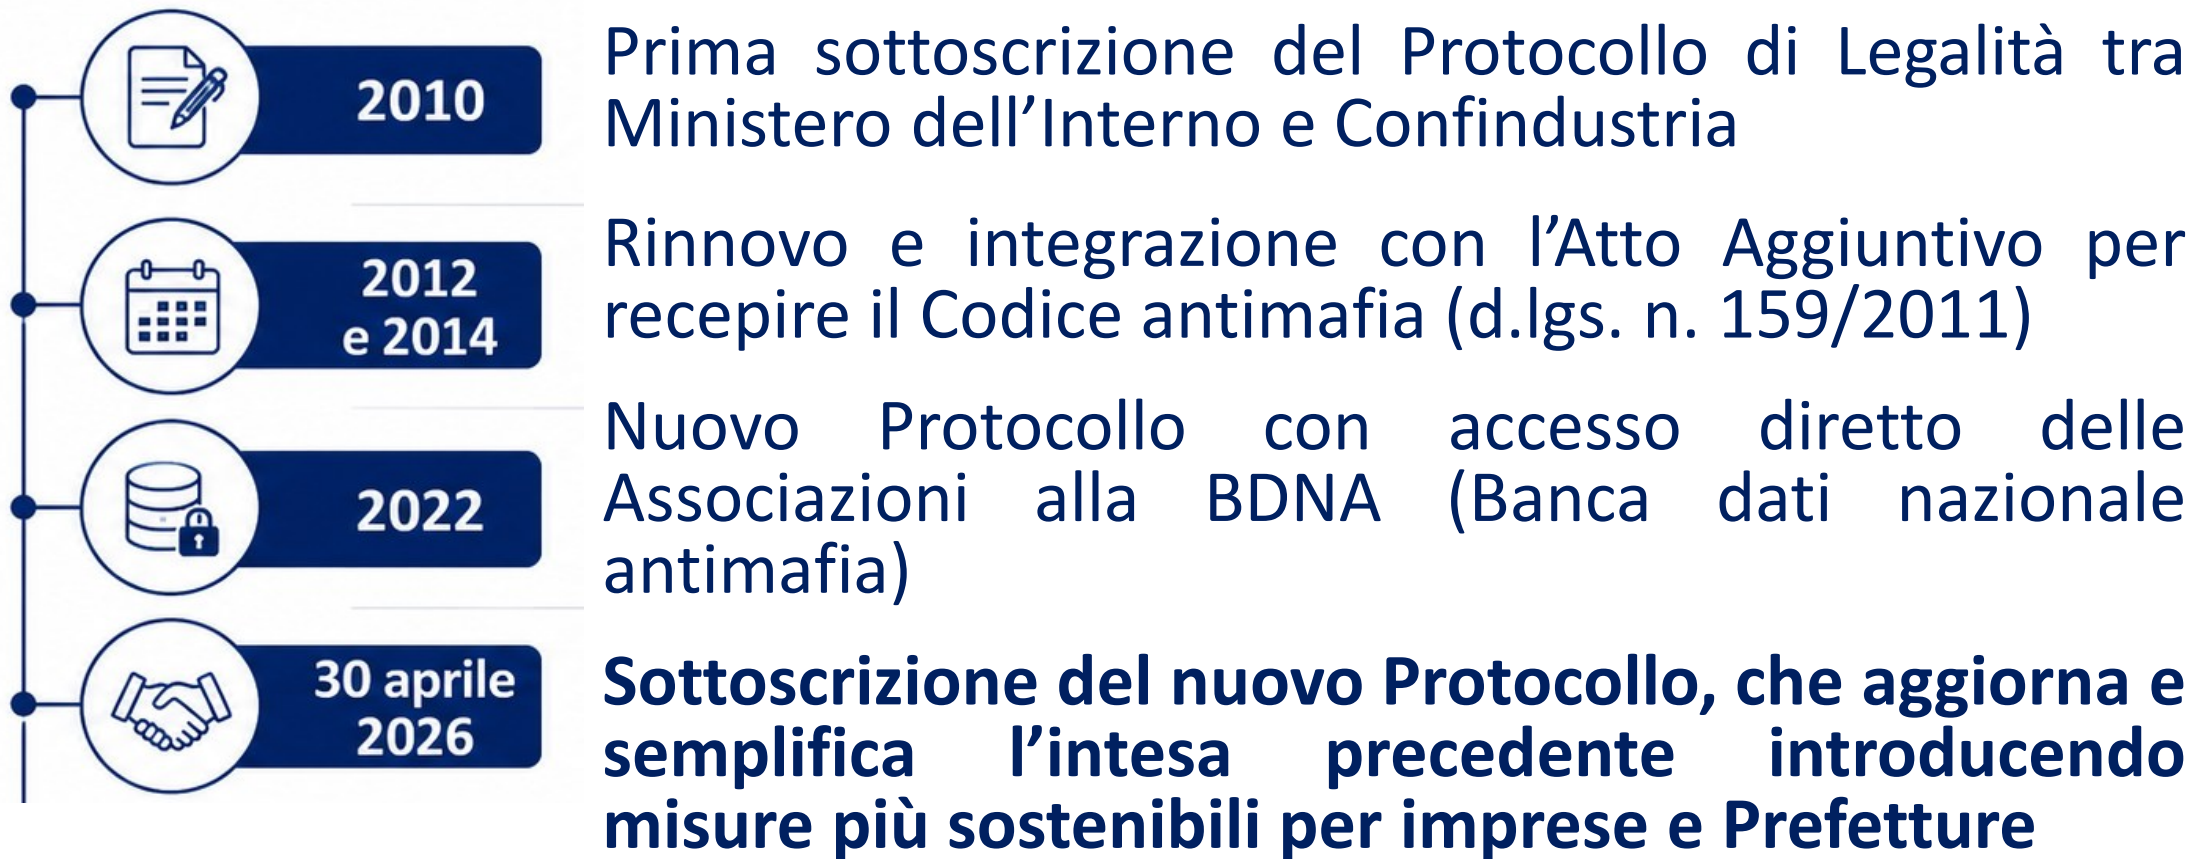 2010
Prima sottoscrizione del Protocollo di Legalità tra
Ministero dell’Interno e Confindustria
2012
e 2014
Rinnovo e integrazione con l’Atto Aggiuntivo per
recepire il Codice antimafia (d.lgs. n. 159/2011)
2022
Nuovo Protocollo con accesso diretto delle
Associazioni alla BDNA (Banca dati nazionale
antimafia)
30 aprile
2026
Sottoscrizione del nuovo Protocollo, che aggiorna e
semplifica l’intesa precedente introducendo
misure più sostenibili per imprese e Prefetture